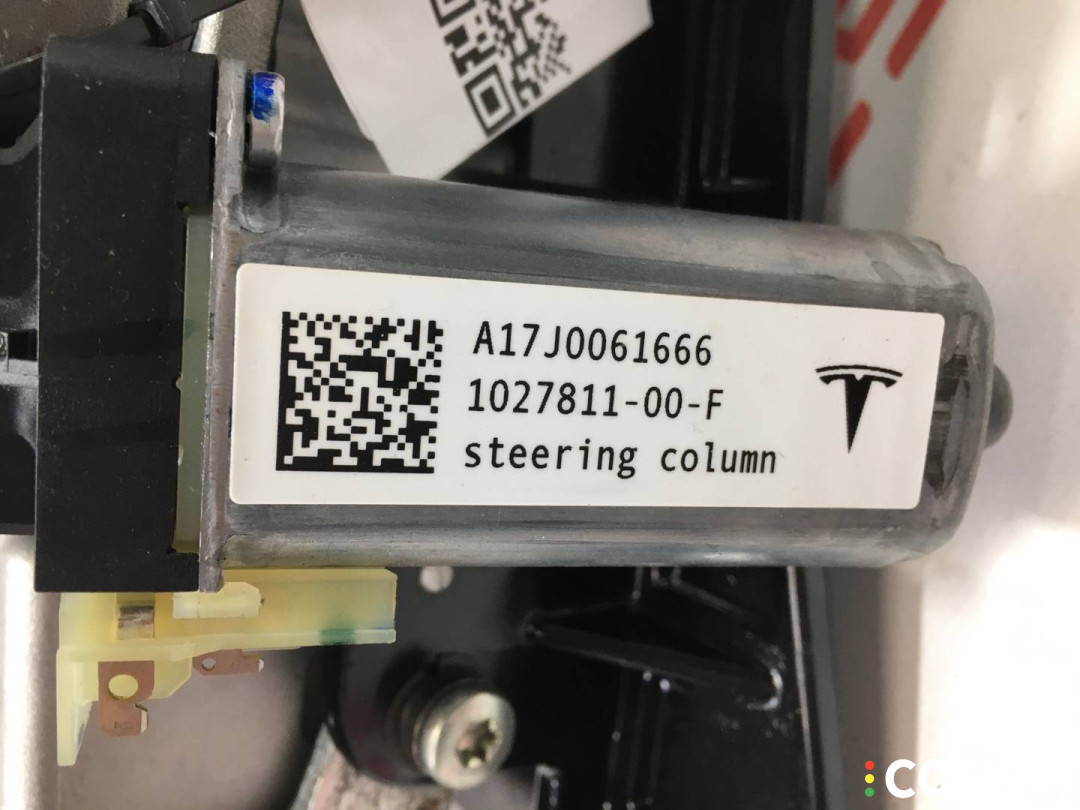 A17J0061666
1027811-00-F
steering column